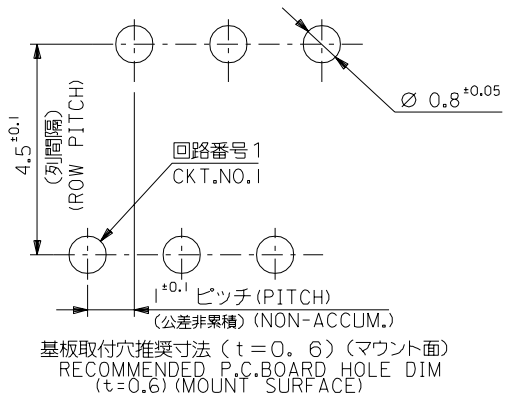 Ø 0.8±0.05
4.5±0.1
(列間隔)
(ROW PITCH)
回路番号1
CKT.NO.1
1±0.1 ピッチ(PITCH)
(公差非累積) (NON-ACCUM.)
基板取付穴推奨寸法(t=0.6)(マウント面)
RECOMMENDED P.C.BOARD HOLE DIM
(t=0.6)(MOUNT SURFACE)